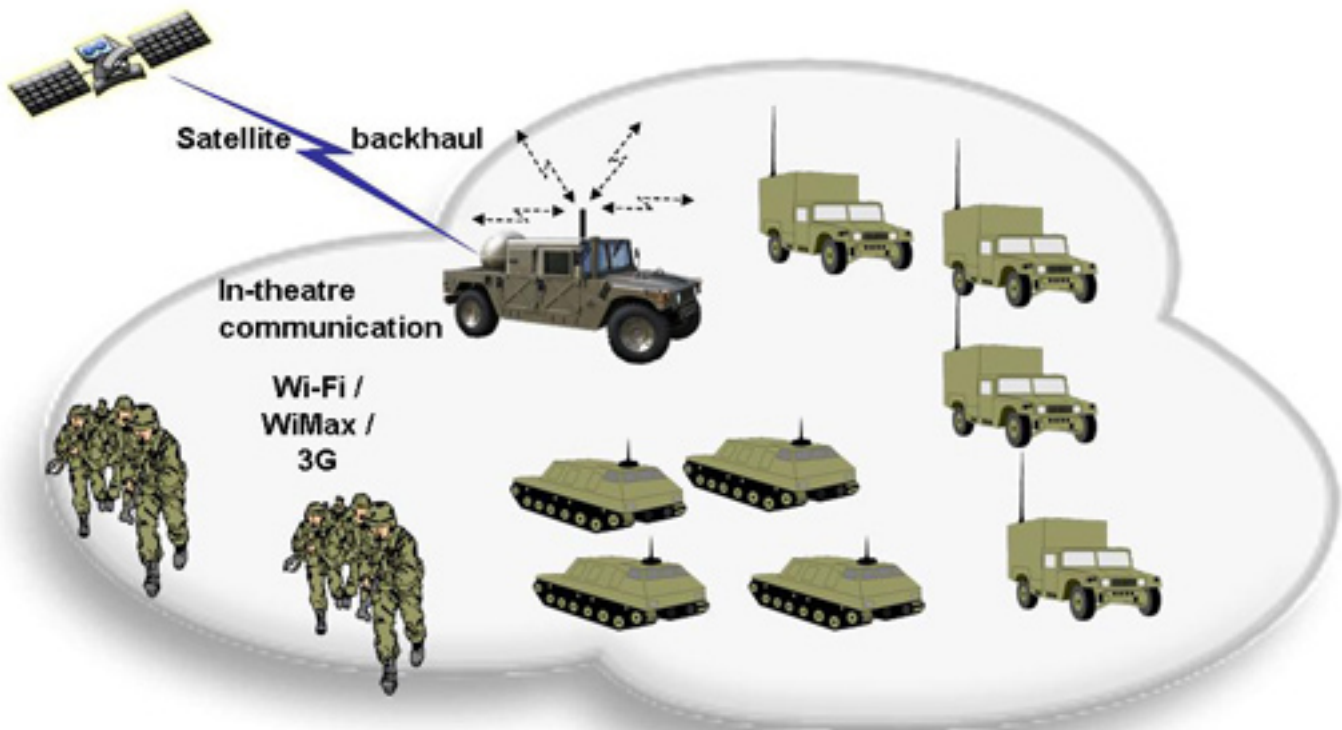 Satellite backhaul
In-theatre
communication
Wi-Fi /
WiMax /
3G